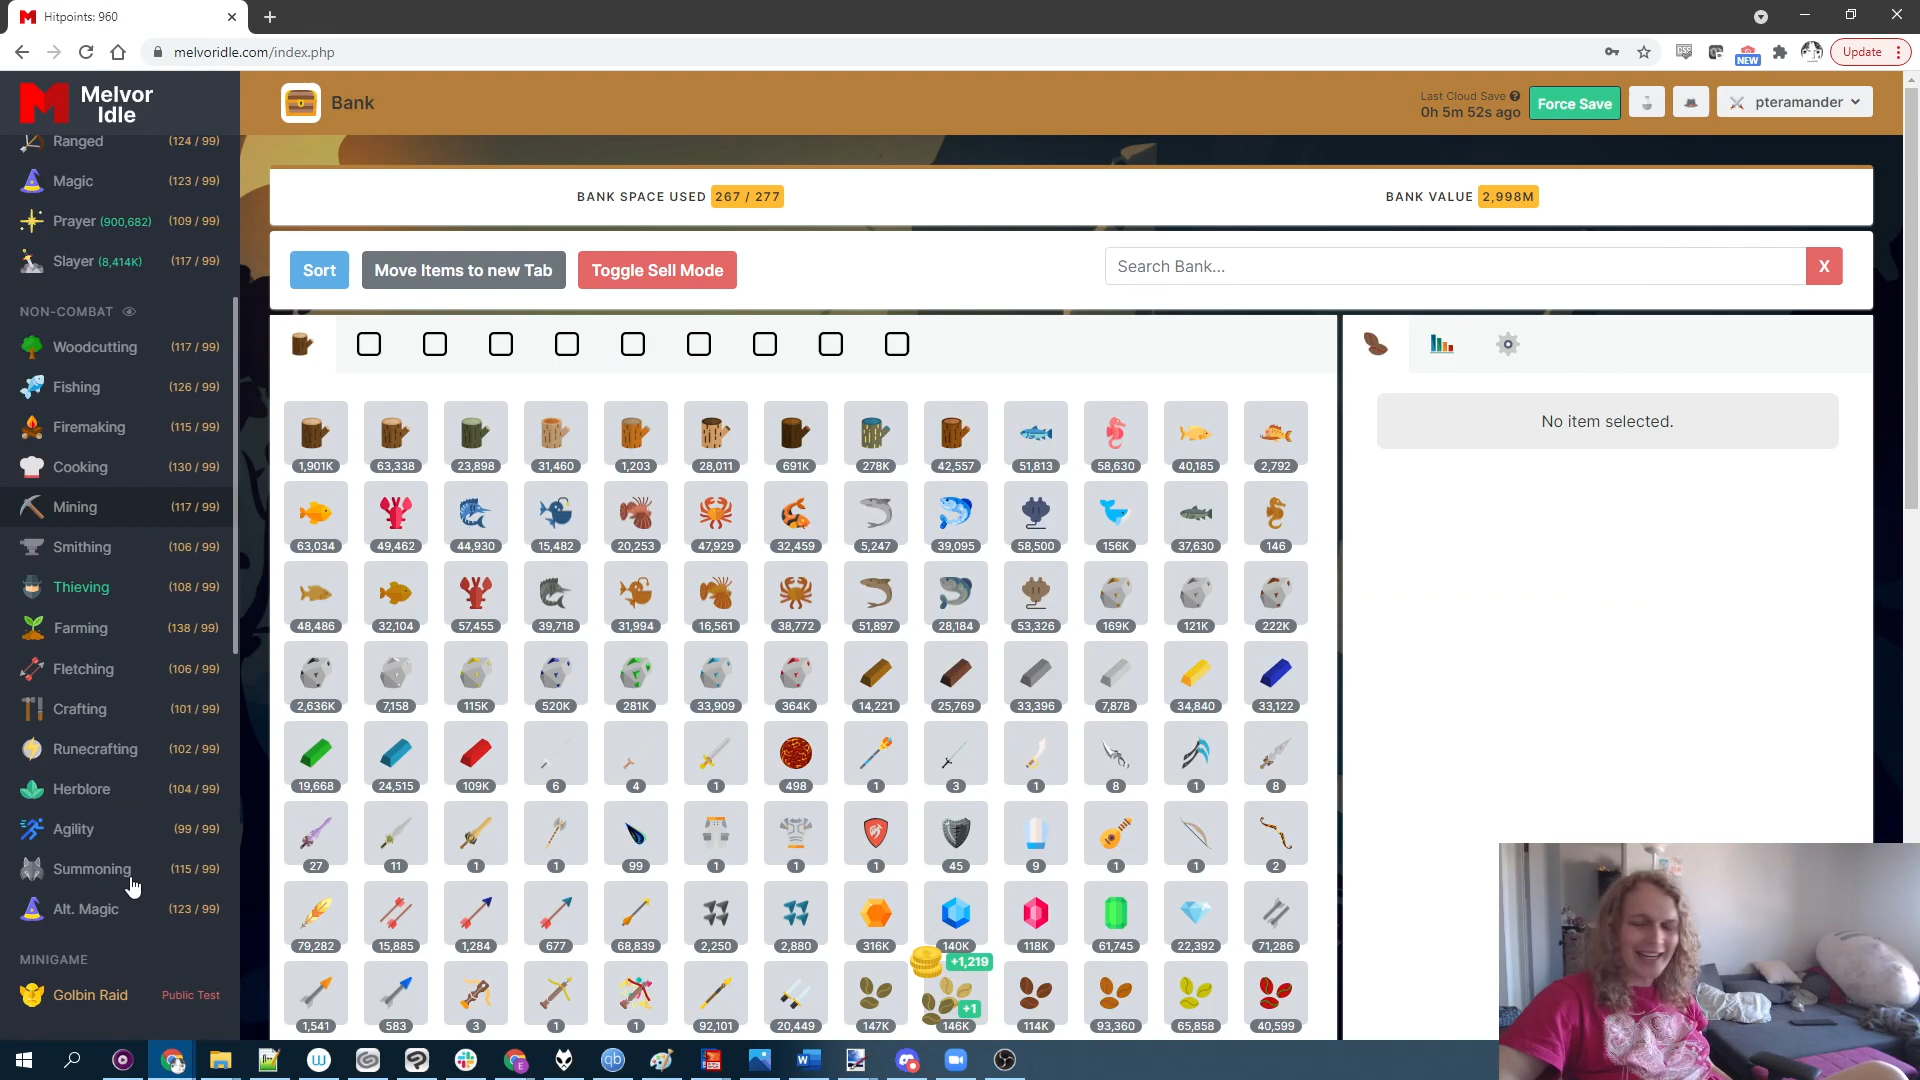 Hitpoints: 960
melvoridle.com/index.php
NEW
Update
Melvor
Idle
Bank
Last Cloud Save
0h 5m 52s ago
Force Save
pteramander
Ranged (124 / 99)
Magic (123 / 99)
Prayer (900,682) (109 / 99)
Slayer (8,414K) (117 / 99)
NON-COMBAT
Woodcutting (117 / 99)
Fishing (126 / 99)
Firemaking (115 / 99)
Cooking (130 / 99)
Mining (117 / 99)
Smithing (106 / 99)
Thieving (108 / 99)
Farming (138 / 99)
Fletching (106 / 99)
Crafting (101 / 99)
Runecrafting (102 / 99)
Herblore (104 / 99)
Agility (99 / 99)
Summoning (115 / 99)
Alt. Magic (123 / 99)
MINIGAME
Golbin Raid Public Test
BANK SPACE USED 267 / 277
BANK VALUE 2,998M
Sort
Move Items to new Tab
Toggle Sell Mode
Search Bank...
X
No item selected.
1,901K 63,338 23,898 31,460 1,203 28,011 691K 278K 42,557 51,813 58,630 40,185 2,792
63,034 49,462 44,930 15,482 20,253 47,929 32,459 5,247 39,095 58,500 156K 37,630 146
48,486 32,104 57,455 39,718 31,994 16,561 38,772 51,897 28,184 53,326 169K 121K 222K
2,636K 7,158 115K 520K 281K 33,909 364K 14,221 25,769 33,396 7,878 34,840 33,122
19,668 24,515 109K 6 4 1 498 1 3 1 8 1 8
27 11 1 1 99 1 1 1 45 9 1 1 2
79,282 15,885 1,284 677 68,839 2,250 2,880 316K 140K 118K 61,745 22,392 71,286
+1,219
+1
1,541 583 3 1 1 92,101 20,449 147K 146K 114K 93,360 65,858 40,599